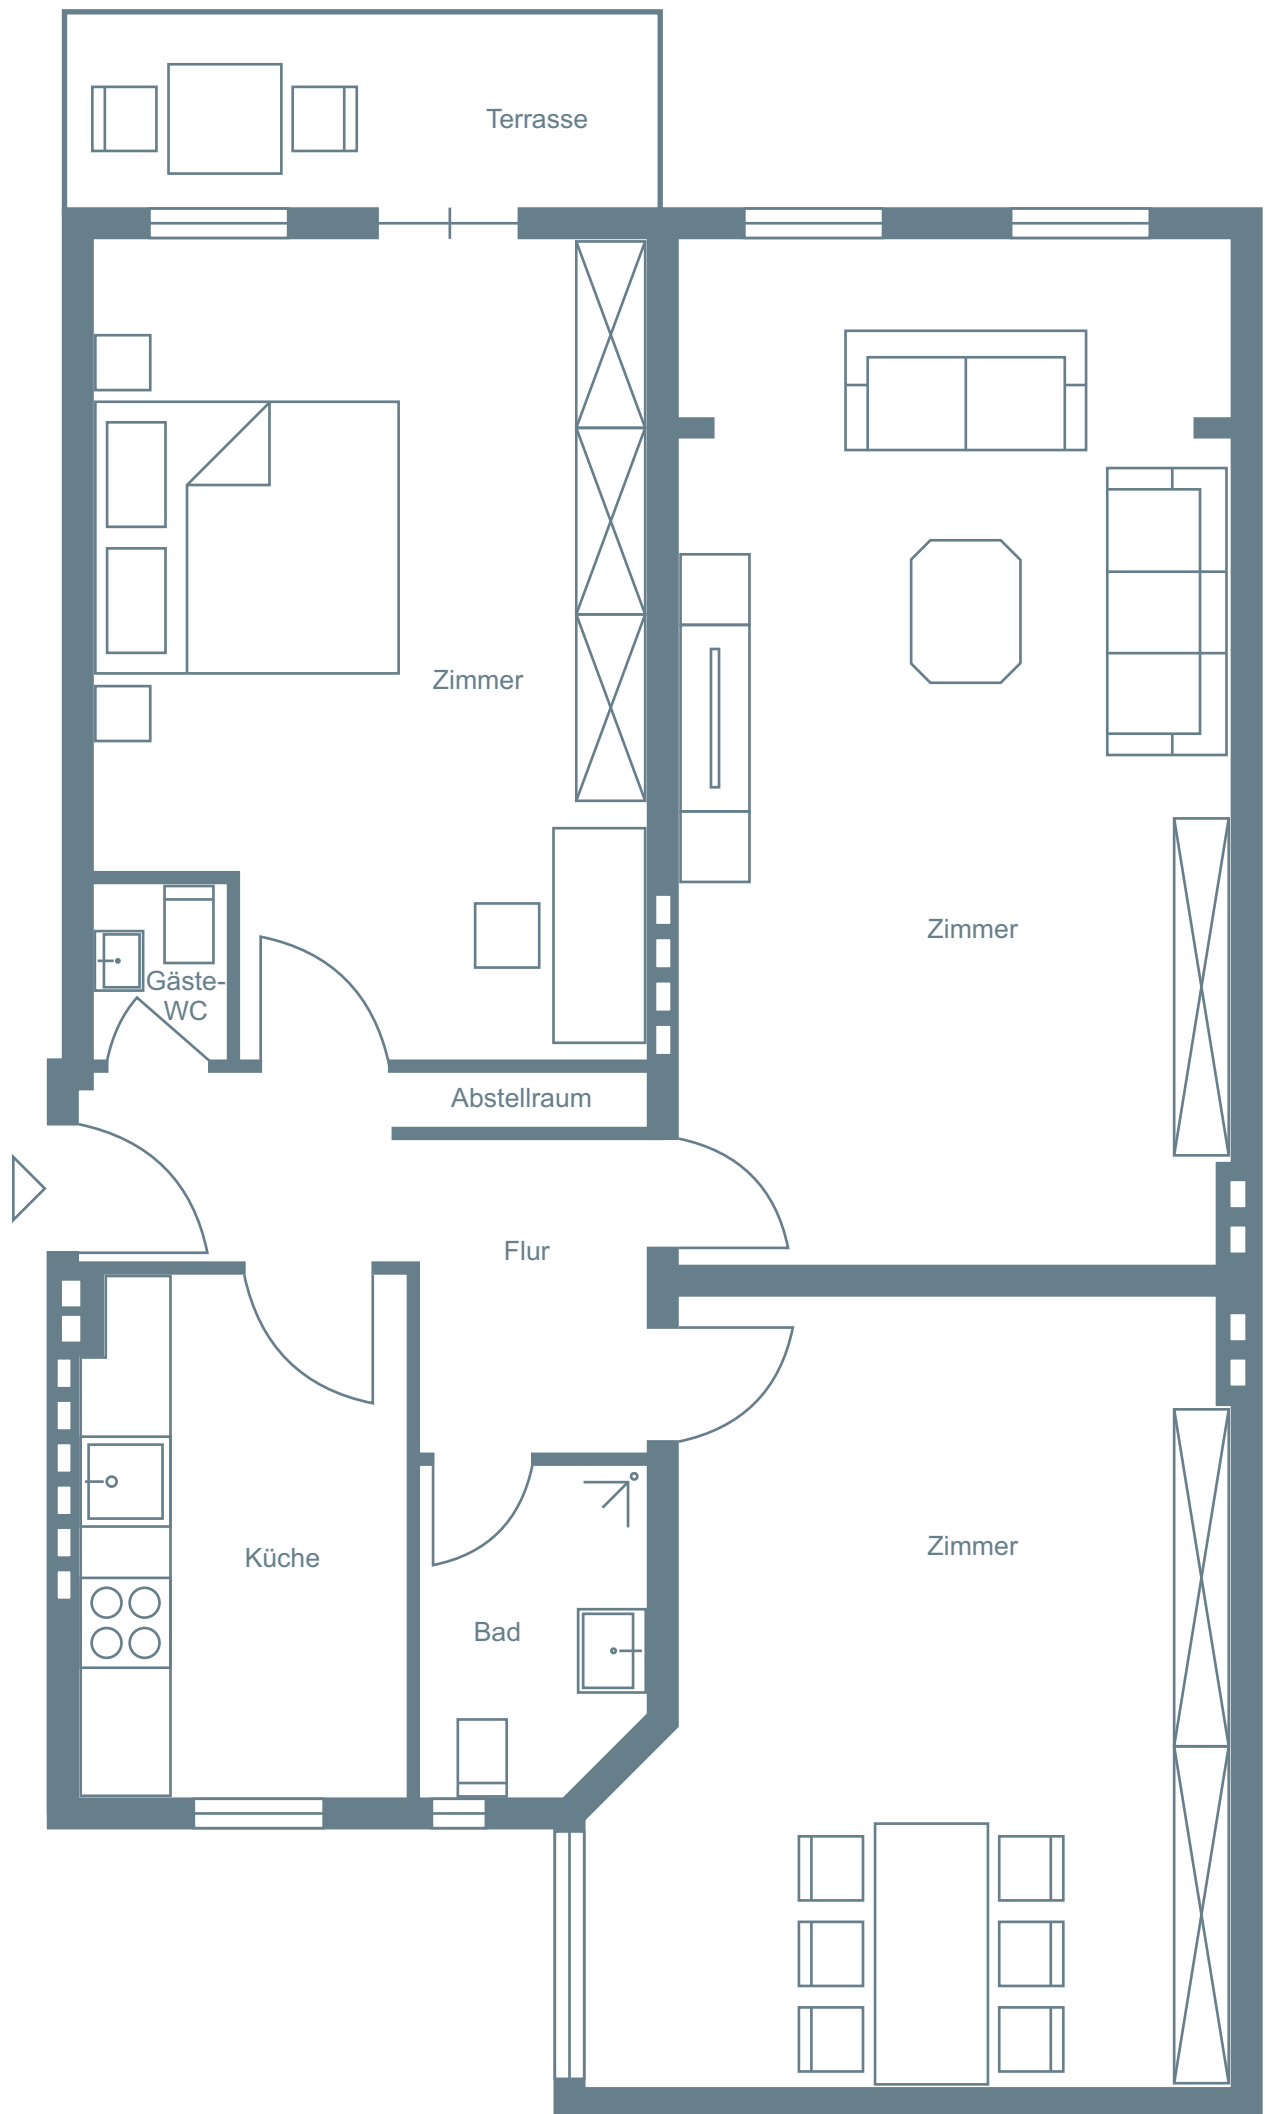 Terrasse
Zimmer
Zimmer
Gäste-
WC
Abstellraum
Flur
Zimmer
Küche
Bad